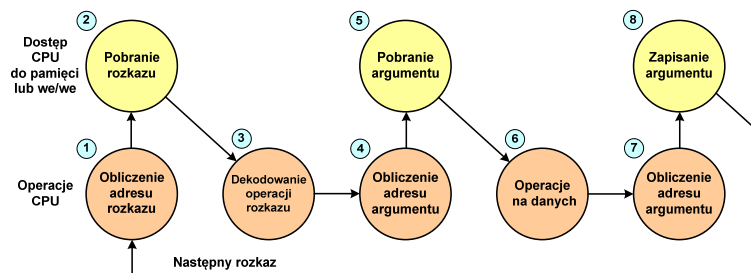 2
5
8
Dostęp
CPU
do pamięci
lub we/we
Pobranie
rozkazu
Pobranie
argumentu
Zapisanie
argumentu
1
3
4
6
7
Operacje
CPU
Obliczenie
adresu
rozkazu
Dekodowanie
operacji
rozkazu
Obliczenie
adresu
argumentu
Operacje
na danych
Obliczenie
adresu
argumentu
Następny rozkaz